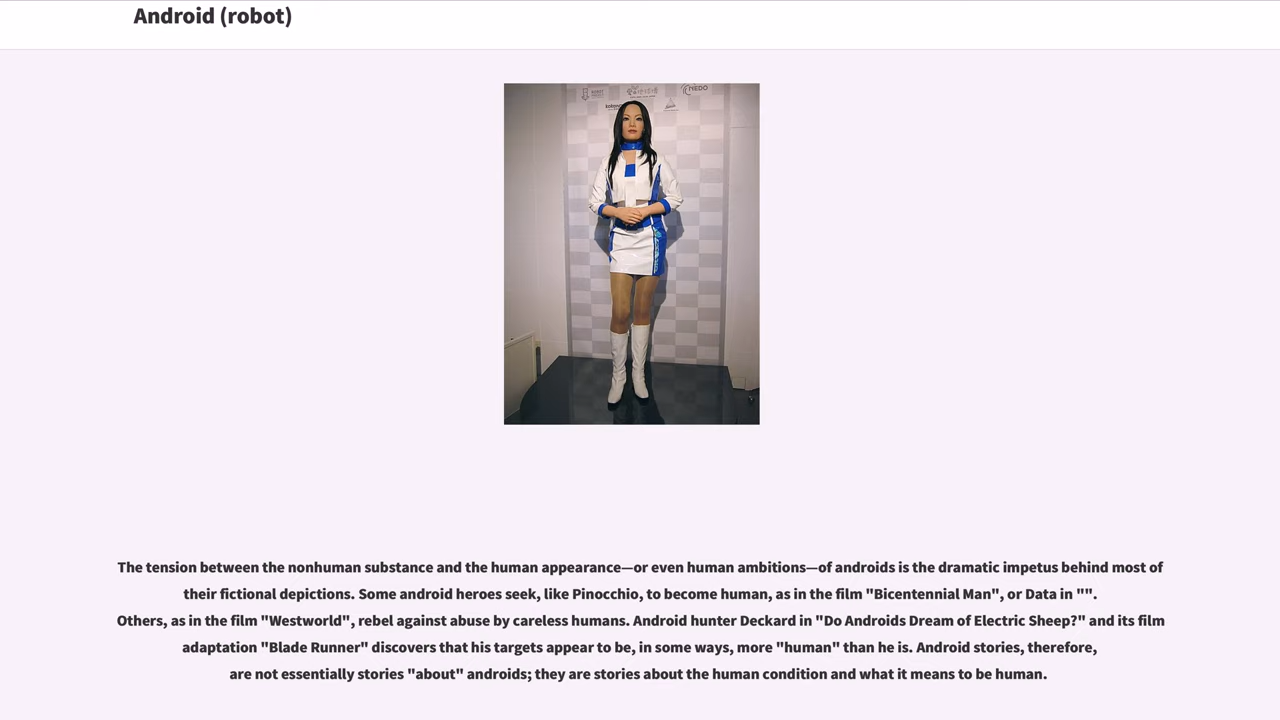 Android (robot)
NEDO
The tension between the nonhuman substance and the human appearance—or even human ambitions—of androids is the dramatic impetus behind most of
their fictional depictions. Some android heroes seek, like Pinocchio, to become human, as in the film "Bicentennial Man", or Data in "".
Others, as in the film "Westworld", rebel against abuse by careless humans. Android hunter Deckard in "Do Androids Dream of Electric Sheep?" and its film
adaptation "Blade Runner" discovers that his targets appear to be, in some ways, more "human" than he is. Android stories, therefore,
are not essentially stories "about" androids; they are stories about the human condition and what it means to be human.